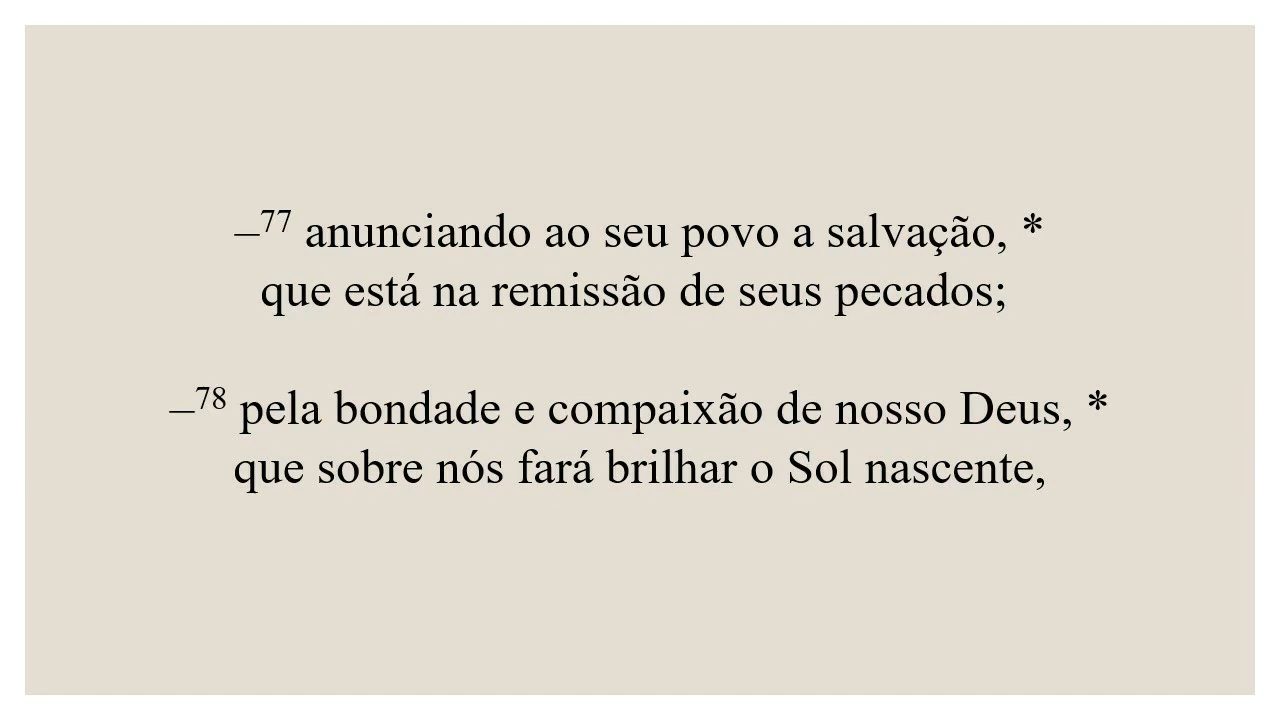 –77 anunciando ao seu povo a salvação, *
que está na remissão de seus pecados;
–78 pela bondade e compaixão de nosso Deus, *
que sobre nós fará brilhar o Sol nascente,